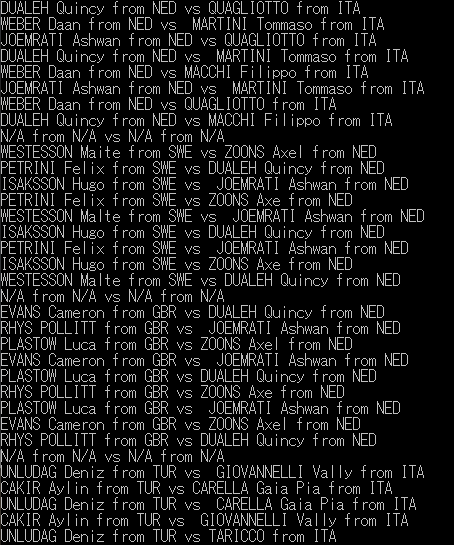 DUALEH Quincy from NED vs QUAGLIOTTO from ITA
WEBER Daan from NED vs  MARTINI Tommaso from ITA
JOEMRATI Ashwan from NED vs QUAGLIOTTO from ITA
DUALEH Quincy from NED vs  MARTINI Tommaso from ITA
WEBER Daan from NED vs MACCHI Filippo from ITA
JOEMRATI Ashwan from NED vs  MARTINI Tommaso from ITA
WEBER Daan from NED vs QUAGLIOTTO from ITA
DUALEH Quincy from NED vs MACCHI Filippo from ITA
N/A from N/A vs N/A from N/A
WESTESSON Maite from SWE vs ZOONS Axel from NED
PETRINI Felix from SWE vs DUALEH Quincy from NED
ISAKSSON Hugo from SWE vs  JOEMRATI Ashwan from NED
PETRINI Felix from SWE vs ZOONS Axe from NED
WESTESSON Malte from SWE vs  JOEMRATI Ashwan from NED
ISAKSSON Hugo from SWE vs DUALEH Quincy from NED
PETRINI Felix from SWE vs  JOEMRATI Ashwan from NED
ISAKSSON Hugo from SWE vs ZOONS Axe from NED
WESTESSON Malte from SWE vs DUALEH Quincy from NED
N/A from N/A vs N/A from N/A
EVANS Cameron from GBR vs DUALEH Quincy from NED
RHYS POLLITT from GBR vs  JOEMRATI Ashwan from NED
PLASTOW Luca from GBR vs ZOONS Axel from NED
EVANS Cameron from GBR vs  JOEMRATI Ashwan from NED
PLASTOW Luca from GBR vs DUALEH Quincy from NED
RHYS POLLITT from GBR vs ZOONS Axe from NED
PLASTOW Luca from GBR vs  JOEMRATI Ashwan from NED
EVANS Cameron from GBR vs ZOONS Axel from NED
RHYS POLLITT from GBR vs DUALEH Quincy from NED
N/A from N/A vs N/A from N/A
UNLUDAG Deniz from TUR vs  GIOVANNELLI Vally from ITA
CAKIR Aylin from TUR vs CARELLA Gaia Pia from ITA
UNLUDAG Deniz from TUR vs  CARELLA Gaia Pia from ITA
CAKIR Aylin from TUR vs  GIOVANNELLI Vally from ITA
UNLUDAG Deniz from TUR vs TARICCO from ITA